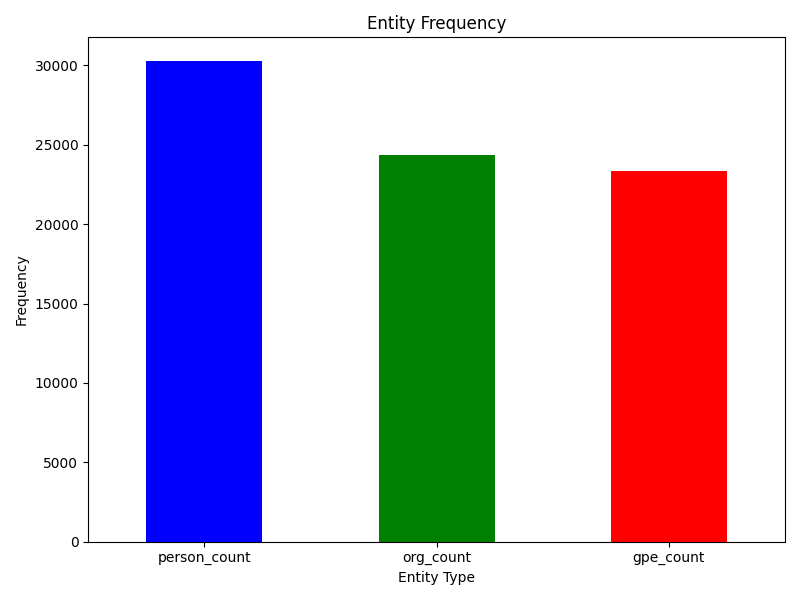 Entity Frequency
30000
25000
20000
15000
10000
5000
0
Frequency
person_count
org_count
gpe_count
Entity Type